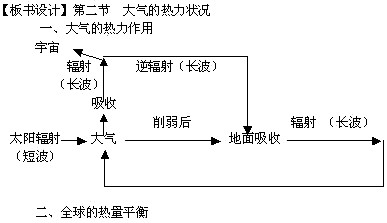 【板书设计】第二节 大气的热力状况
一、大气的热力作用
宇宙
辐射 逆辐射（长波）
（长波）
吸收
太阳辐射 大气 削弱后 地面吸收 辐射 （长波）
（短波）
二、全球的热量平衡